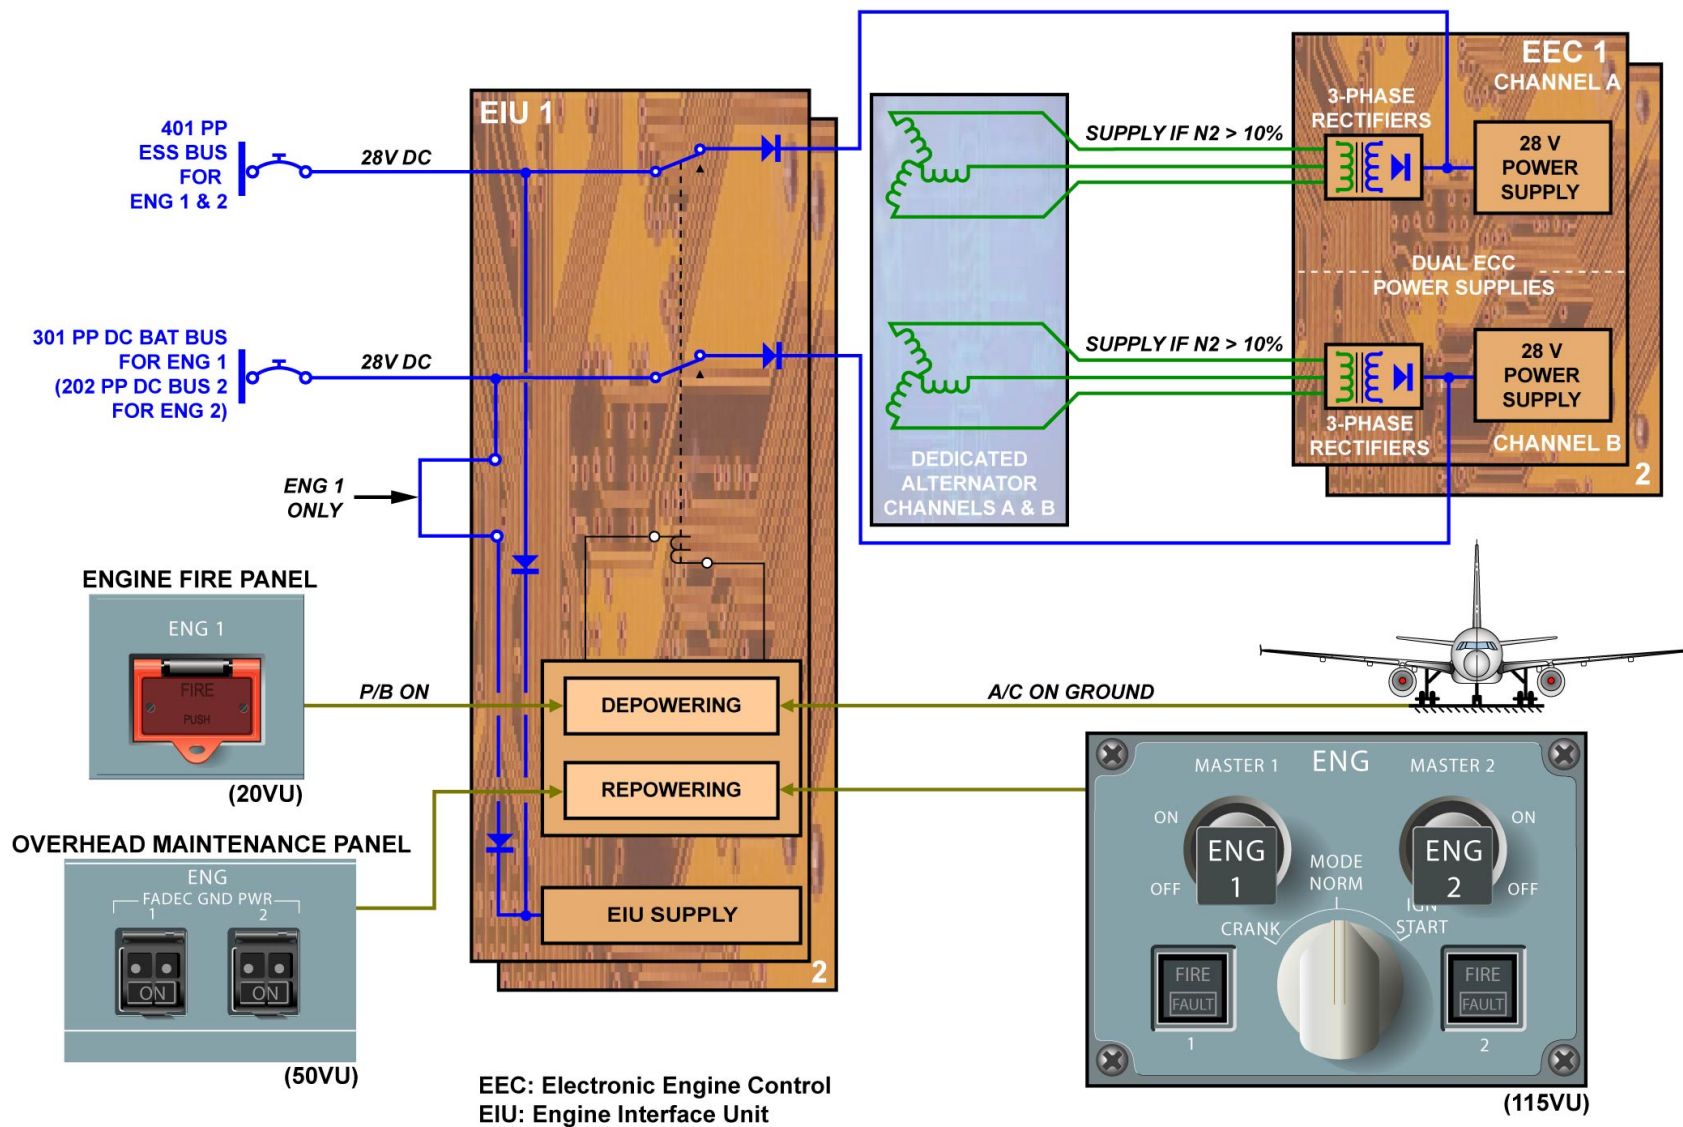 EEC 1
CHANNEL A
3-PHASE
RECTIFIERS
28 V
POWER
SUPPLY
DUAL ECC
POWER SUPPLIES
28 V
POWER
SUPPLY
3-PHASE
RECTIFIERS
CHANNEL B
2
EIU 1
401 PP
ESS BUS
FOR
ENG 1 & 2
28V DC
SUPPLY IF N2 > 10%
301 PP DC BAT BUS
FOR ENG 1
(202 PP DC BUS 2
FOR ENG 2)
28V DC
SUPPLY IF N2 > 10%
DEDICATED
ALTERNATOR
CHANNELS A & B
ENG 1
ONLY
ENGINE FIRE PANEL
ENG 1
FIRE
PUSH
(20VU)
P/B ON
DEPOWERING
A/C ON GROUND
REPOWERING
EIU SUPPLY
2
OVERHEAD MAINTENANCE PANEL
ENG
FADEC GND PWR
1 2
ON ON
(50VU)
MASTER 1 ENG MASTER 2
ON ON
ENG
1
ENG
2
OFF OFF
MODE
NORM
CRANK
IGN
START
FIRE
FAULT
1
FIRE
FAULT
2
(115VU)
EEC: Electronic Engine Control
EIU: Engine Interface Unit